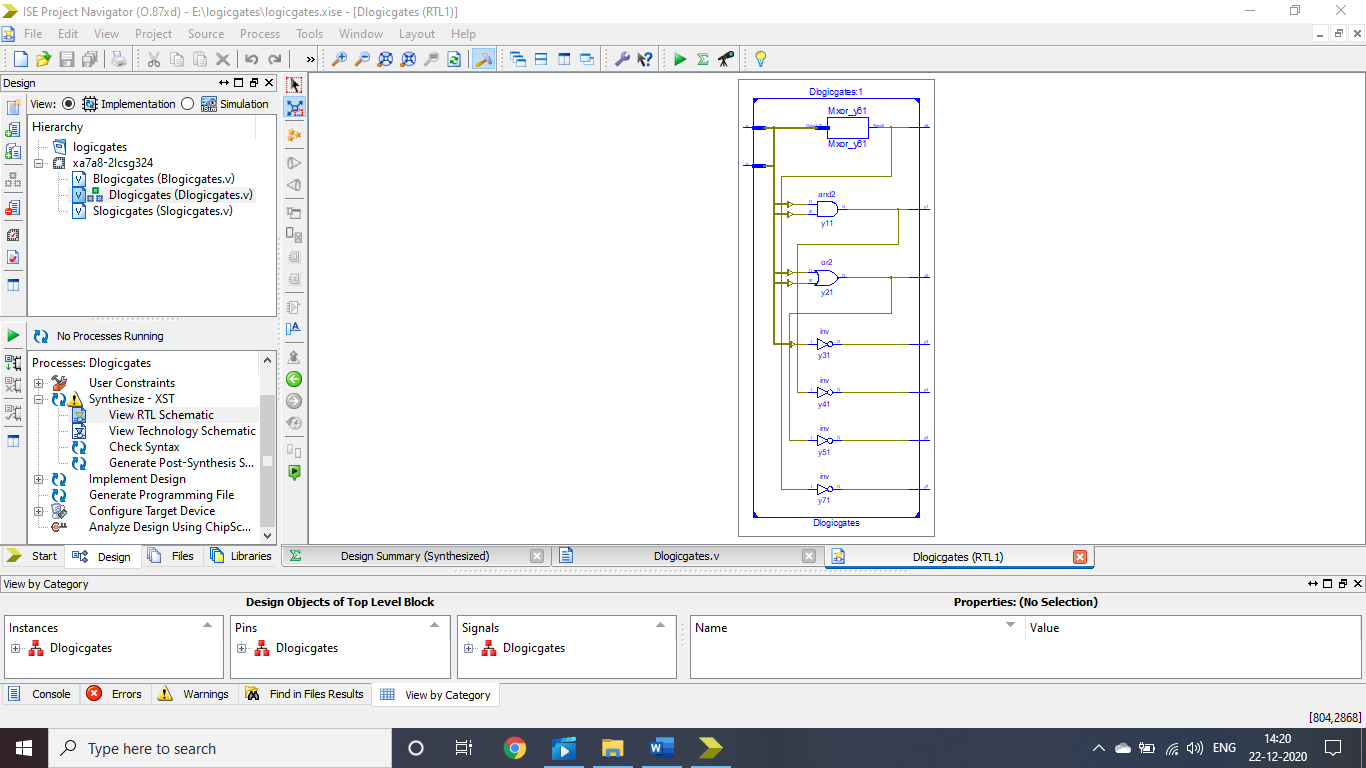 ISE Project Navigator (O.87xd) - E:\logicgates\logicgates.xise - [Dlogicgates (RTL1)]
File Edit View Project Source Process Tools Window Layout Help
»
Design
View: Implementation Simulation
Hierarchy
logicgates
xa7a8-2lcsg324
Blogicgates (Blogicgates.v)
Dlogicgates (Dlogicgates.v)
Slogicgates (Slogicgates.v)
No Processes Running
Processes: Dlogicgates
User Constraints
Synthesize - XST
View RTL Schematic
View Technology Schematic
Check Syntax
Generate Post-Synthesis S...
Implement Design
Generate Programming File
Configure Target Device
Analyze Design Using ChipSc...
Start Design Files Libraries
Dlogicgates:1
Mxor_y61
Mxor_y61
and2
y11
or2
y21
inv
y31
inv
y41
inv
y51
inv
y71
Dlogicgates
Design Summary (Synthesized) Dlogicgates.v Dlogicgates (RTL1)
View by Category
Design Objects of Top Level Block Properties: (No Selection)
Instances Pins Signals Name Value
Dlogicgates Dlogicgates Dlogicgates
Console Errors Warnings Find in Files Results View by Category
[804,2868]
Type here to search
ENG
14:20
22-12-2020